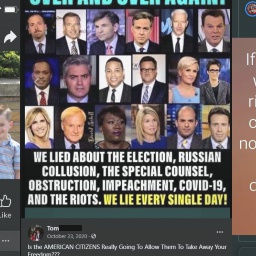 OVER AND OVER AGAIN!
WE LIED ABOUT THE ELECTION, RUSSIAN
COLLUSION, THE SPECIAL COUNSEL,
OBSTRUCTION, IMPEACHMENT, COVID-19,
AND THE RIOTS. WE LIE EVERY SINGLE DAY!
Like
Tom
October 23, 2020
Is the AMERICAN CITIZENS Really Going To Allow Them To Take Away Your
Freedom???
If